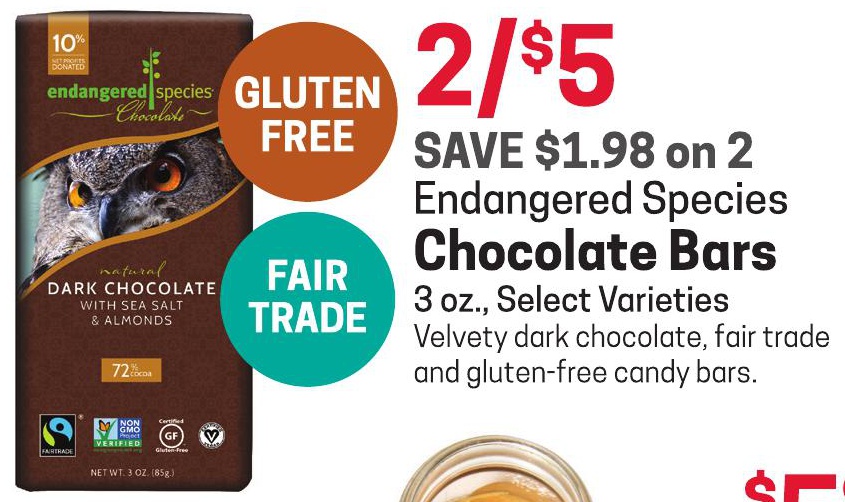 10%
NET PROFITS
DONATED
endangered species
Chocolate
natural
DARK CHOCOLATE
WITH SEA SALT
& ALMONDS
72% cocoa
FAIRTRADE
NON
GMO
Project
VERIFIED
Certified
GF
Gluten-Free
NET WT. 3 OZ. (85g.)
GLUTEN
FREE
FAIR
TRADE
2/$5
SAVE $1.98 on 2
Endangered Species
Chocolate Bars
3 oz., Select Varieties
Velvety dark chocolate, fair trade
and gluten-free candy bars.